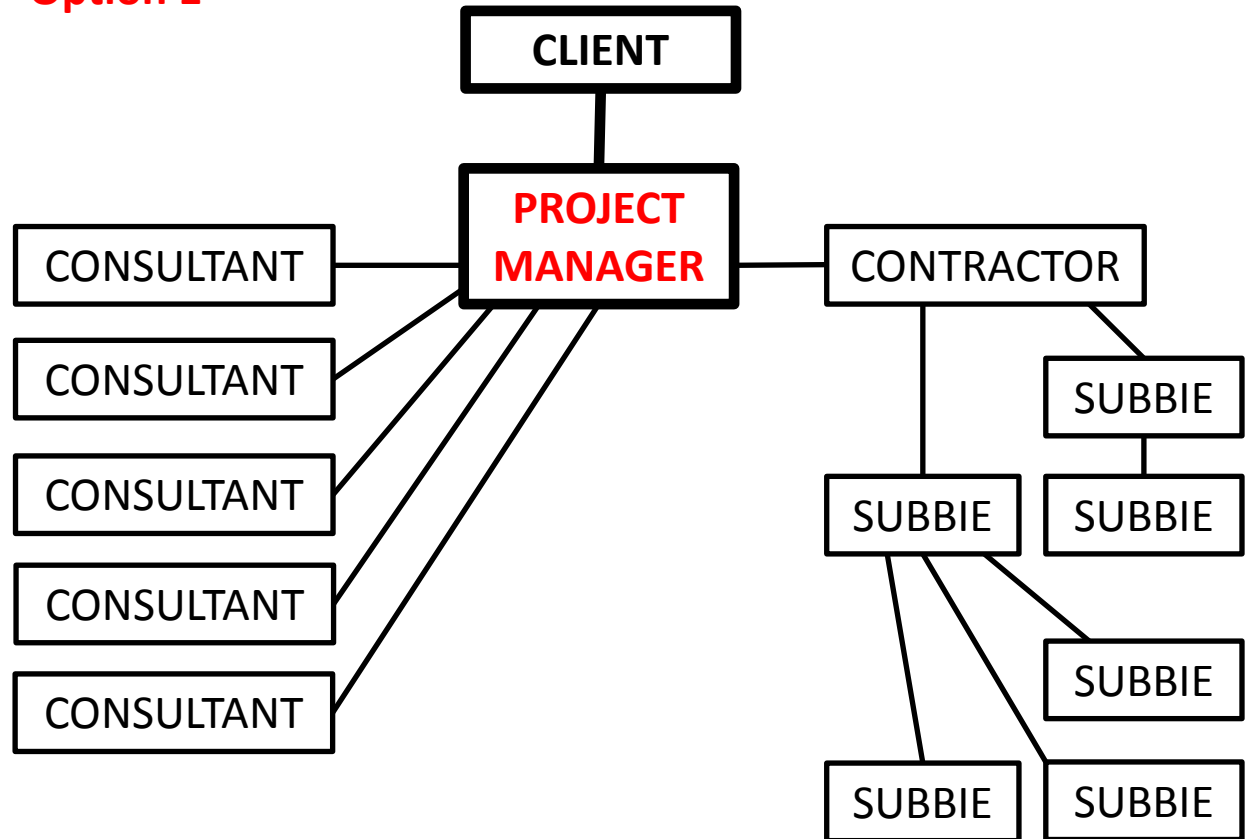 CLIENT
PROJECT
MANAGER
CONSULTANT
CONTRACTOR
CONSULTANT
SUBBIE
CONSULTANT
SUBBIE
SUBBIE
CONSULTANT
SUBBIE
CONSULTANT
SUBBIE
SUBBIE